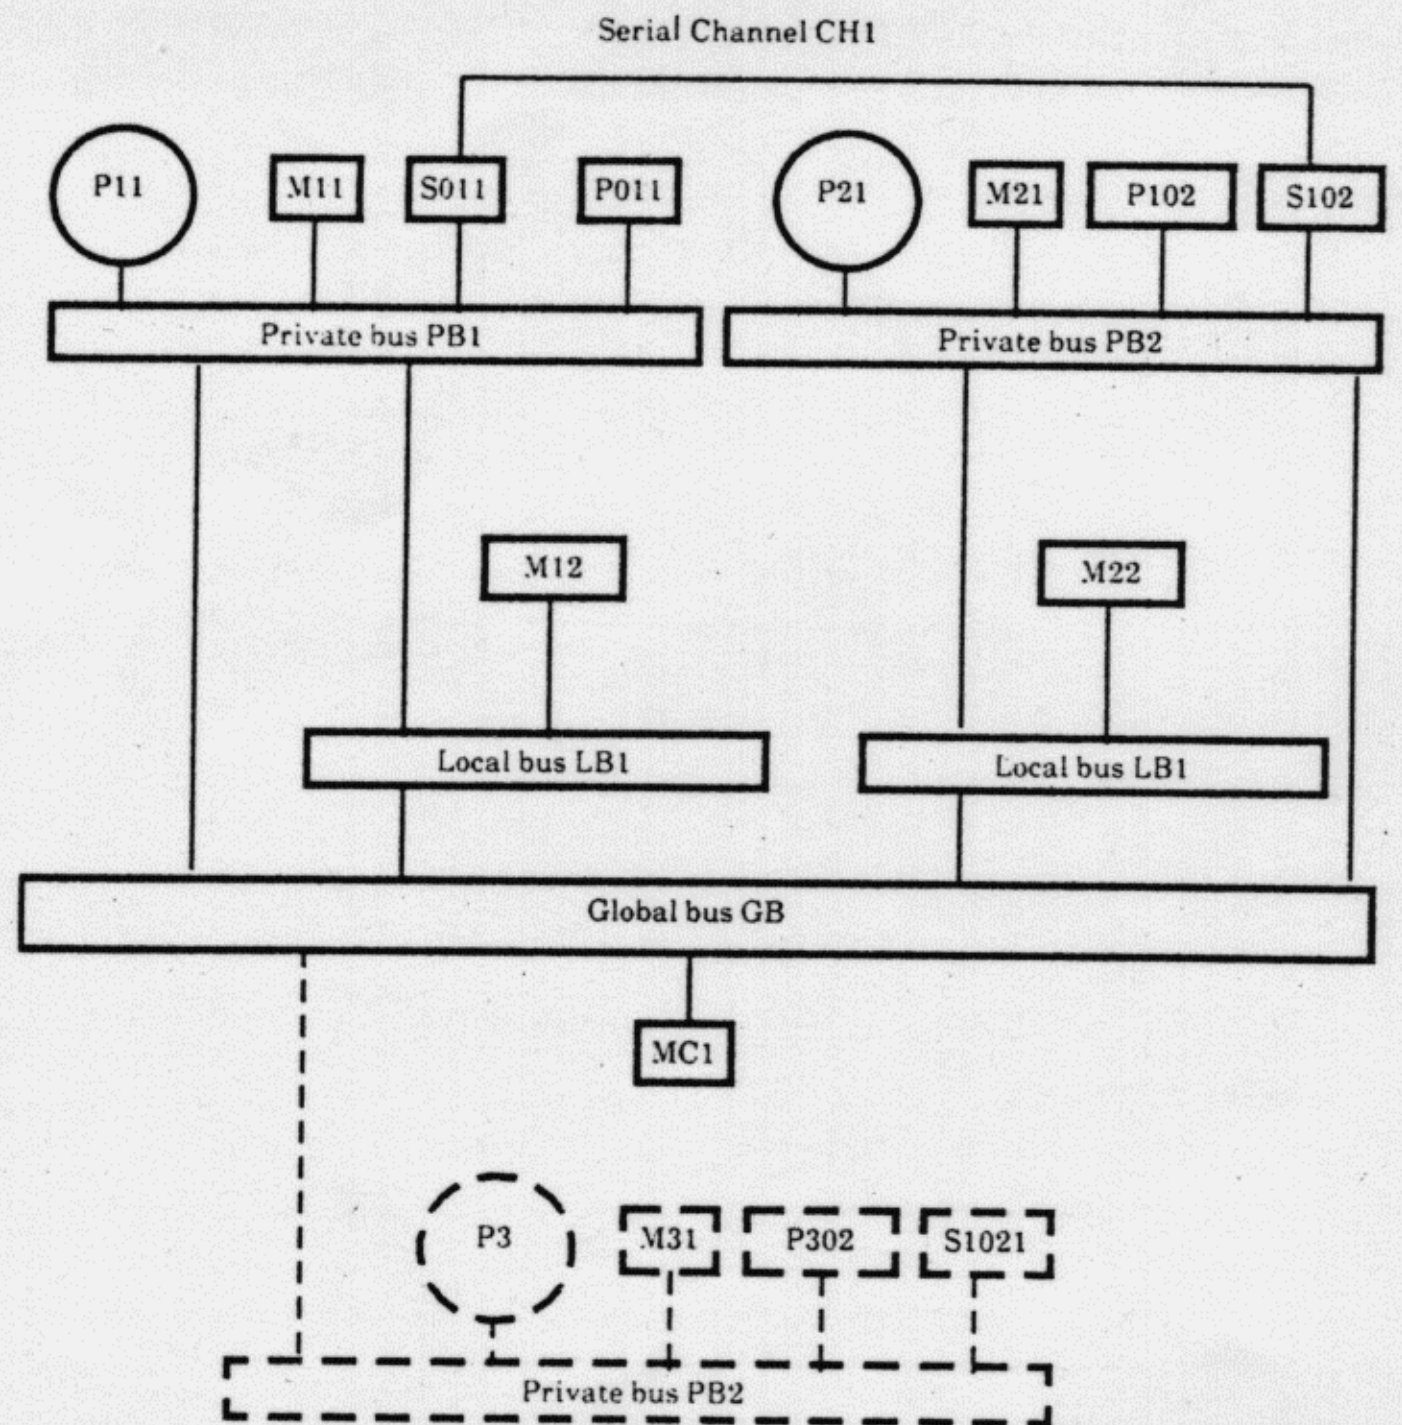 Serial Channel CH1
P11
M11
S011
P011
P21
M21
P102
S102
Private bus PB1
Private bus PB2
M12
M22
Local bus LB1
Local bus LB1
Global bus GB
MC1
P3
M31
P302
S1021
Private bus PB2